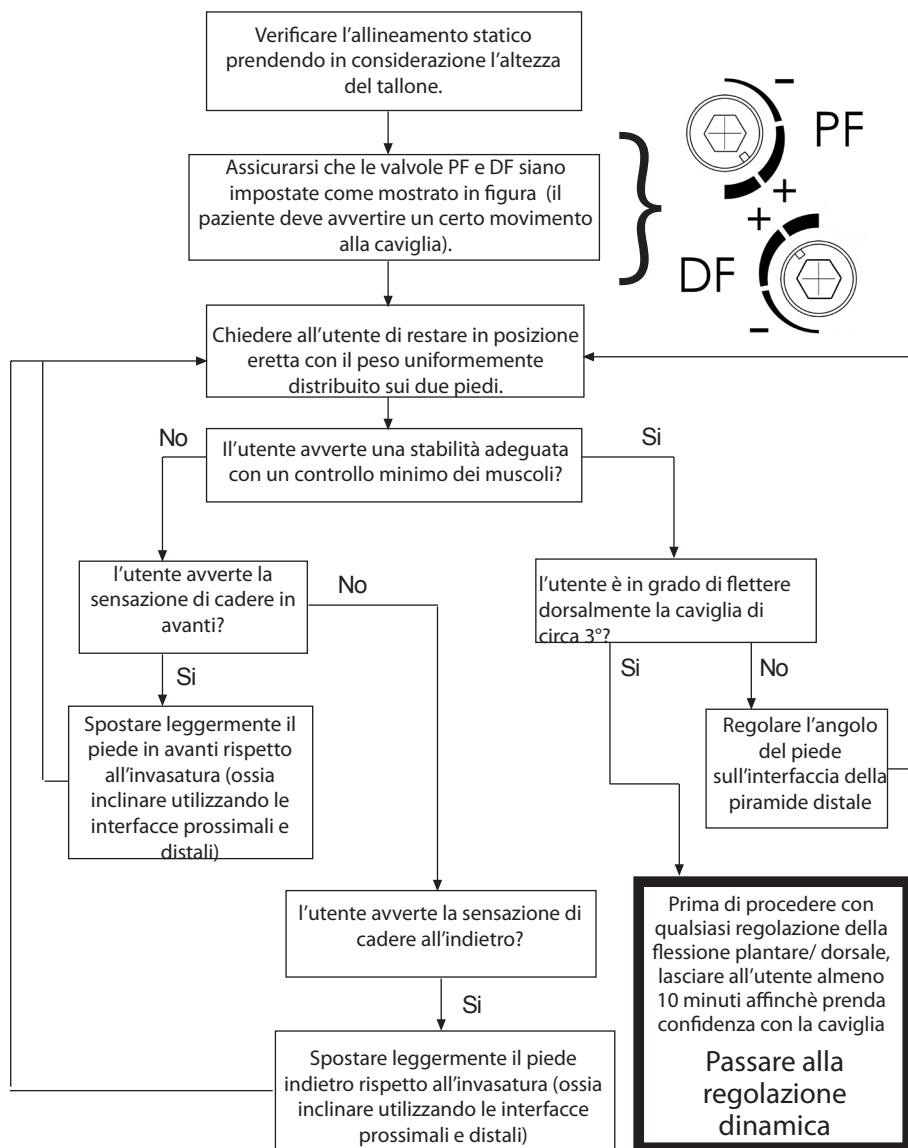 Verificare l’allineamento statico
prendendo in considerazione l’altezza
del tallone.
Assicurarsi che le valvole PF e DF siano
impostate come mostrato in figura (il
paziente deve avvertire un certo movimento
alla caviglia).
-
PF
+
+
DF
-
Chiedere all’utente di restare in posizione
eretta con il peso uniformemente
distribuito sui due piedi.
Il’utente avverte una stabilità adeguata
con un controllo minimo dei muscoli?
No
Si
l’utente avverte la
sensazione di cadere in
avanti?
No
Si
Spostare leggermente il
piede in avanti rispetto
all’invasatura (ossia
inclinare utilizzando le
interfacce prossimali e
distali)
l’utente è in grado di flettere
dorsalmente la caviglia di
circa 3°?
Si
No
Regolare l’angolo
del piede
sull’interfaccia della
piramide distale
l’utente avverte la sensazione di
cadere all’indietro?
Si
Spostare leggermente il piede
indietro rispetto all’invasatura (ossia
inclinare utilizzando le interfacce
prossimali e distali)
Prima di procedere con
qualsiasi regolazione della
flessione plantare/ dorsale,
lasciare all’utente almeno
10 minuti affinchè prenda
confidenza con la caviglia
Passare alla
regolazione
dinamica